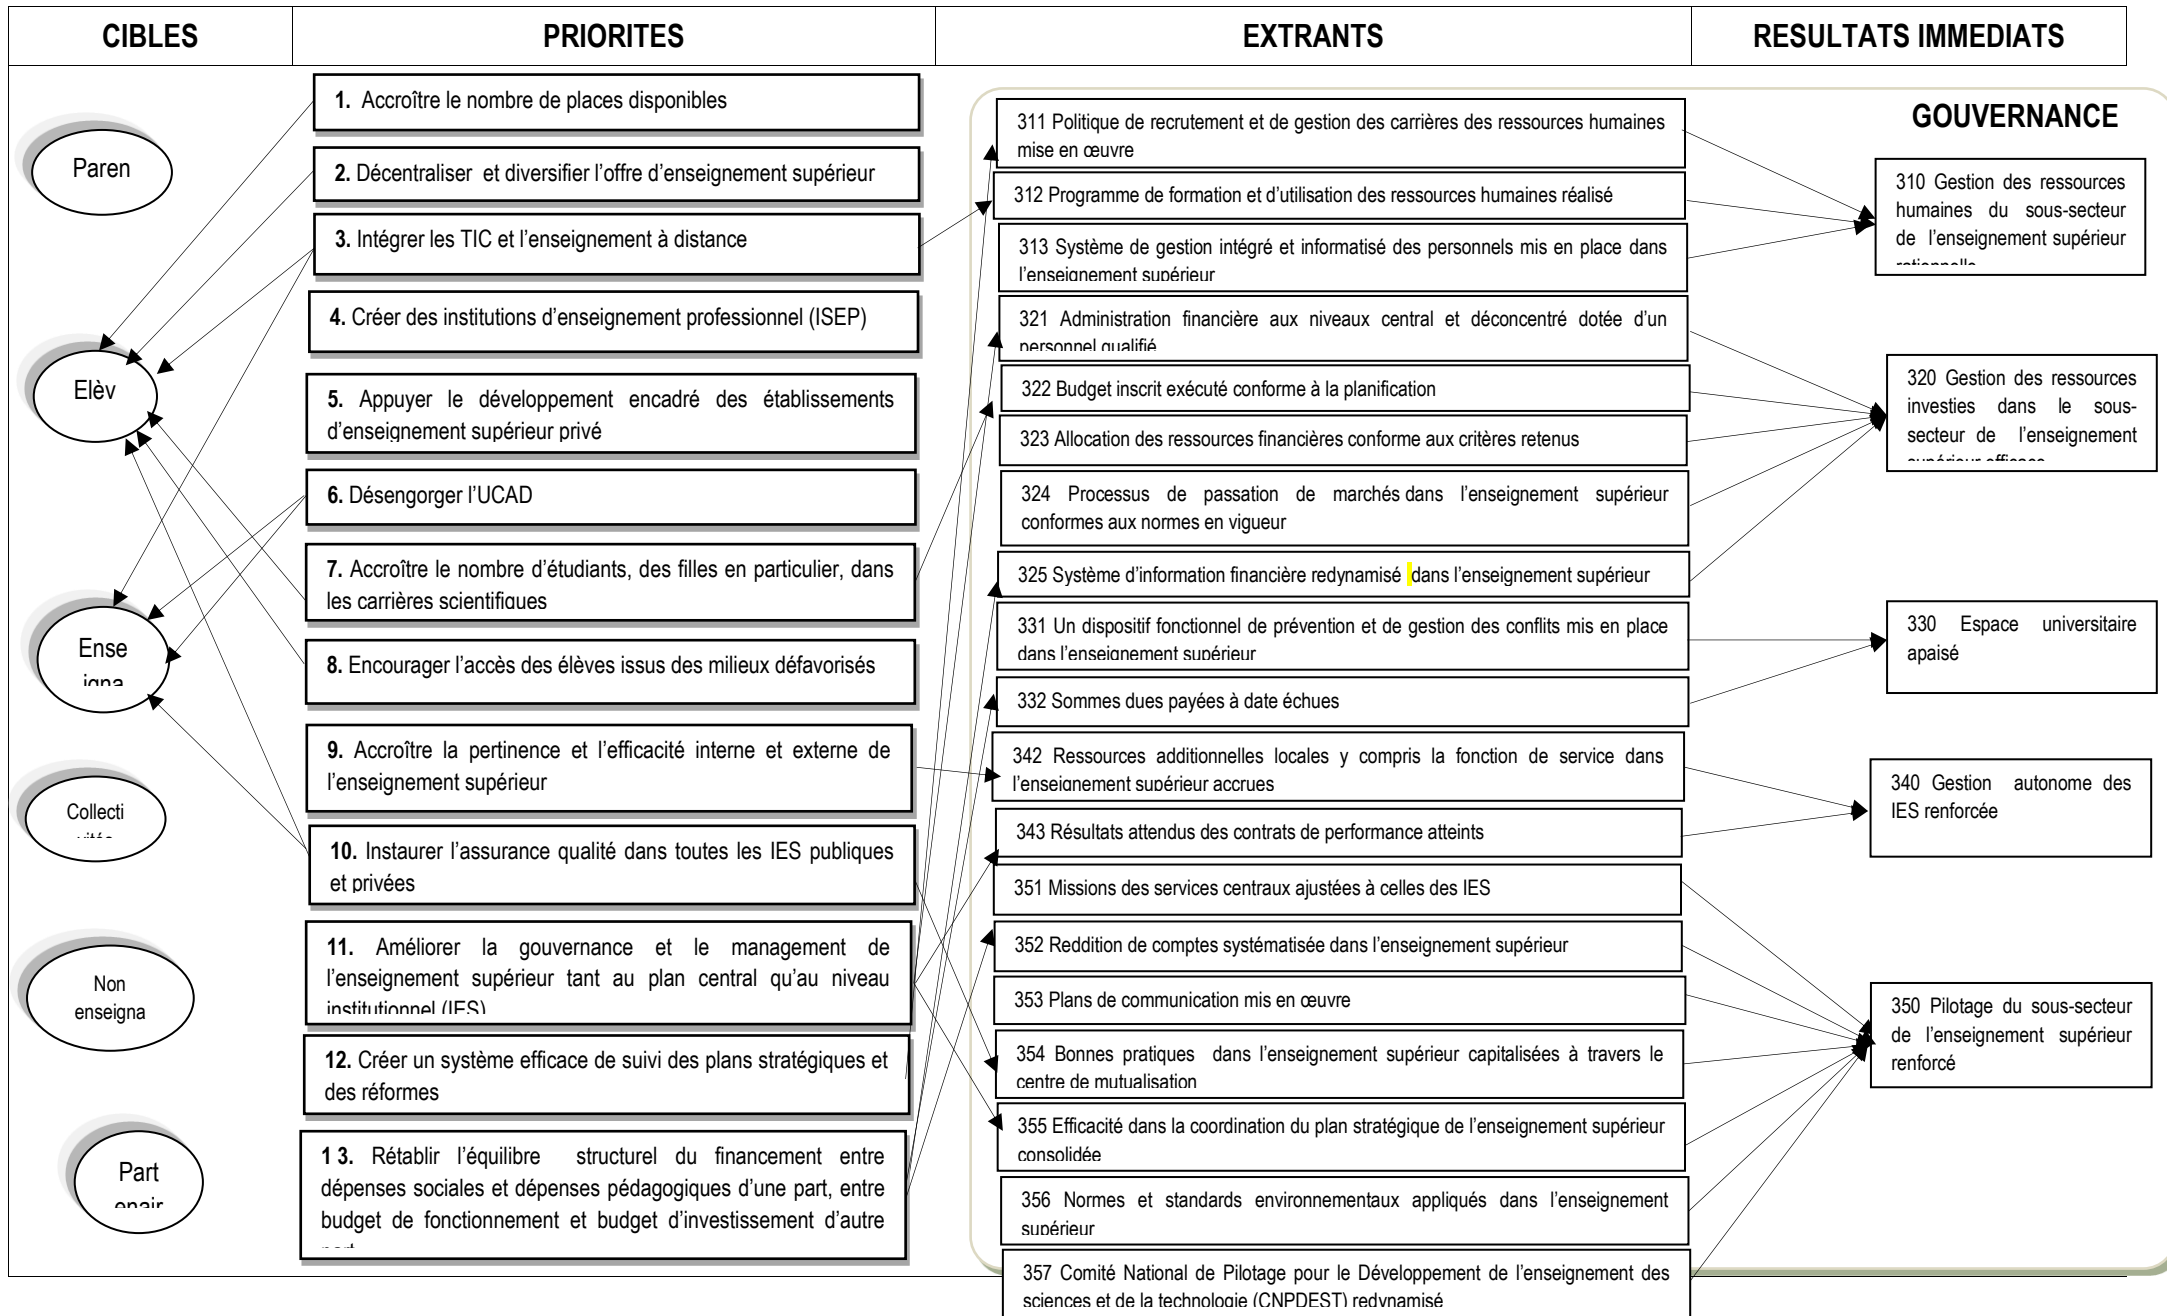 CIBLES
PRIORITES
EXTRANTS
RESULTATS IMMEDIATS
Paren
Elèv
Ense
igna
Collecti
vités
Non
enseigna
Part
enair
1. Accroître le nombre de places disponibles
2. Décentraliser et diversifier l’offre d’enseignement supérieur
3. Intégrer les TIC et l’enseignement à distance
4. Créer des institutions d’enseignement professionnel (ISEP)
5. Appuyer le développement encadré des établissements
d’enseignement supérieur privé
6. Désengorger l’UCAD
7. Accroître le nombre d’étudiants, des filles en particulier, dans
les carrières scientifiques
8. Encourager l’accès des élèves issus des milieux défavorisés
9. Accroître la pertinence et l’efficacité interne et externe de
l’enseignement supérieur
10. Instaurer l’assurance qualité dans toutes les IES publiques
et privées
11. Améliorer la gouvernance et le management de
l’enseignement supérieur tant au plan central qu’au niveau
institutionnel (IES)
12. Créer un système efficace de suivi des plans stratégiques et
des réformes
1 3. Rétablir l’équilibre structurel du financement entre
dépenses sociales et dépenses pédagogiques d’une part, entre
budget de fonctionnement et budget d’investissement d’autre
part
311 Politique de recrutement et de gestion des carrières des ressources humaines
mise en œuvre
312 Programme de formation et d’utilisation des ressources humaines réalisé
313 Système de gestion intégré et informatisé des personnels mis en place dans
l’enseignement supérieur
321 Administration financière aux niveaux central et déconcentré dotée d’un
personnel qualifié
322 Budget inscrit exécuté conforme à la planification
323 Allocation des ressources financières conforme aux critères retenus
324 Processus de passation de marchés dans l’enseignement supérieur
conformes aux normes en vigueur
325 Système d’information financière redynamisé dans l’enseignement supérieur
331 Un dispositif fonctionnel de prévention et de gestion des conflits mis en place
dans l’enseignement supérieur
332 Sommes dues payées à date échues
342 Ressources additionnelles locales y compris la fonction de service dans
l’enseignement supérieur accrues
343 Résultats attendus des contrats de performance atteints
351 Missions des services centraux ajustées à celles des IES
352 Reddition de comptes systématisée dans l’enseignement supérieur
353 Plans de communication mis en œuvre
354 Bonnes pratiques dans l’enseignement supérieur capitalisées à travers le
centre de mutualisation
355 Efficacité dans la coordination du plan stratégique de l’enseignement supérieur
consolidée
356 Normes et standards environnementaux appliqués dans l’enseignement
supérieur
357 Comité National de Pilotage pour le Développement de l’enseignement des
sciences et de la technologie (CNPDEST) redynamisé
GOUVERNANCE
310 Gestion des ressources
humaines du sous-secteur
de l’enseignement supérieur
rationnelle
320 Gestion des ressources
investies dans le sous-
secteur de l’enseignement
supérieur efficace
330 Espace universitaire
apaisé
340 Gestion autonome des
IES renforcée
350 Pilotage du sous-secteur
de l’enseignement supérieur
renforcé